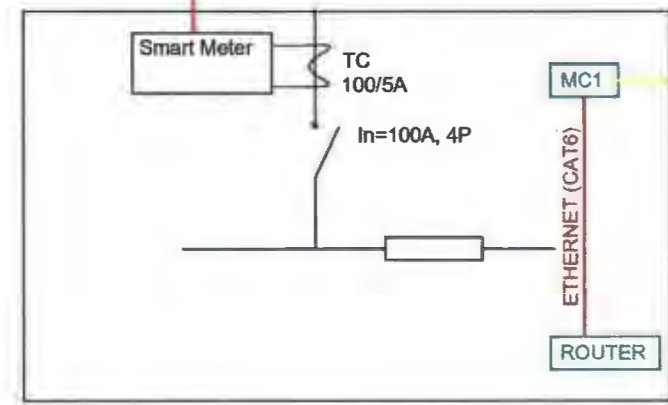 Smart Meter
TC
100/5A
MC1
In=100A, 4P
ETHERNET (CAT6)
ROUTER